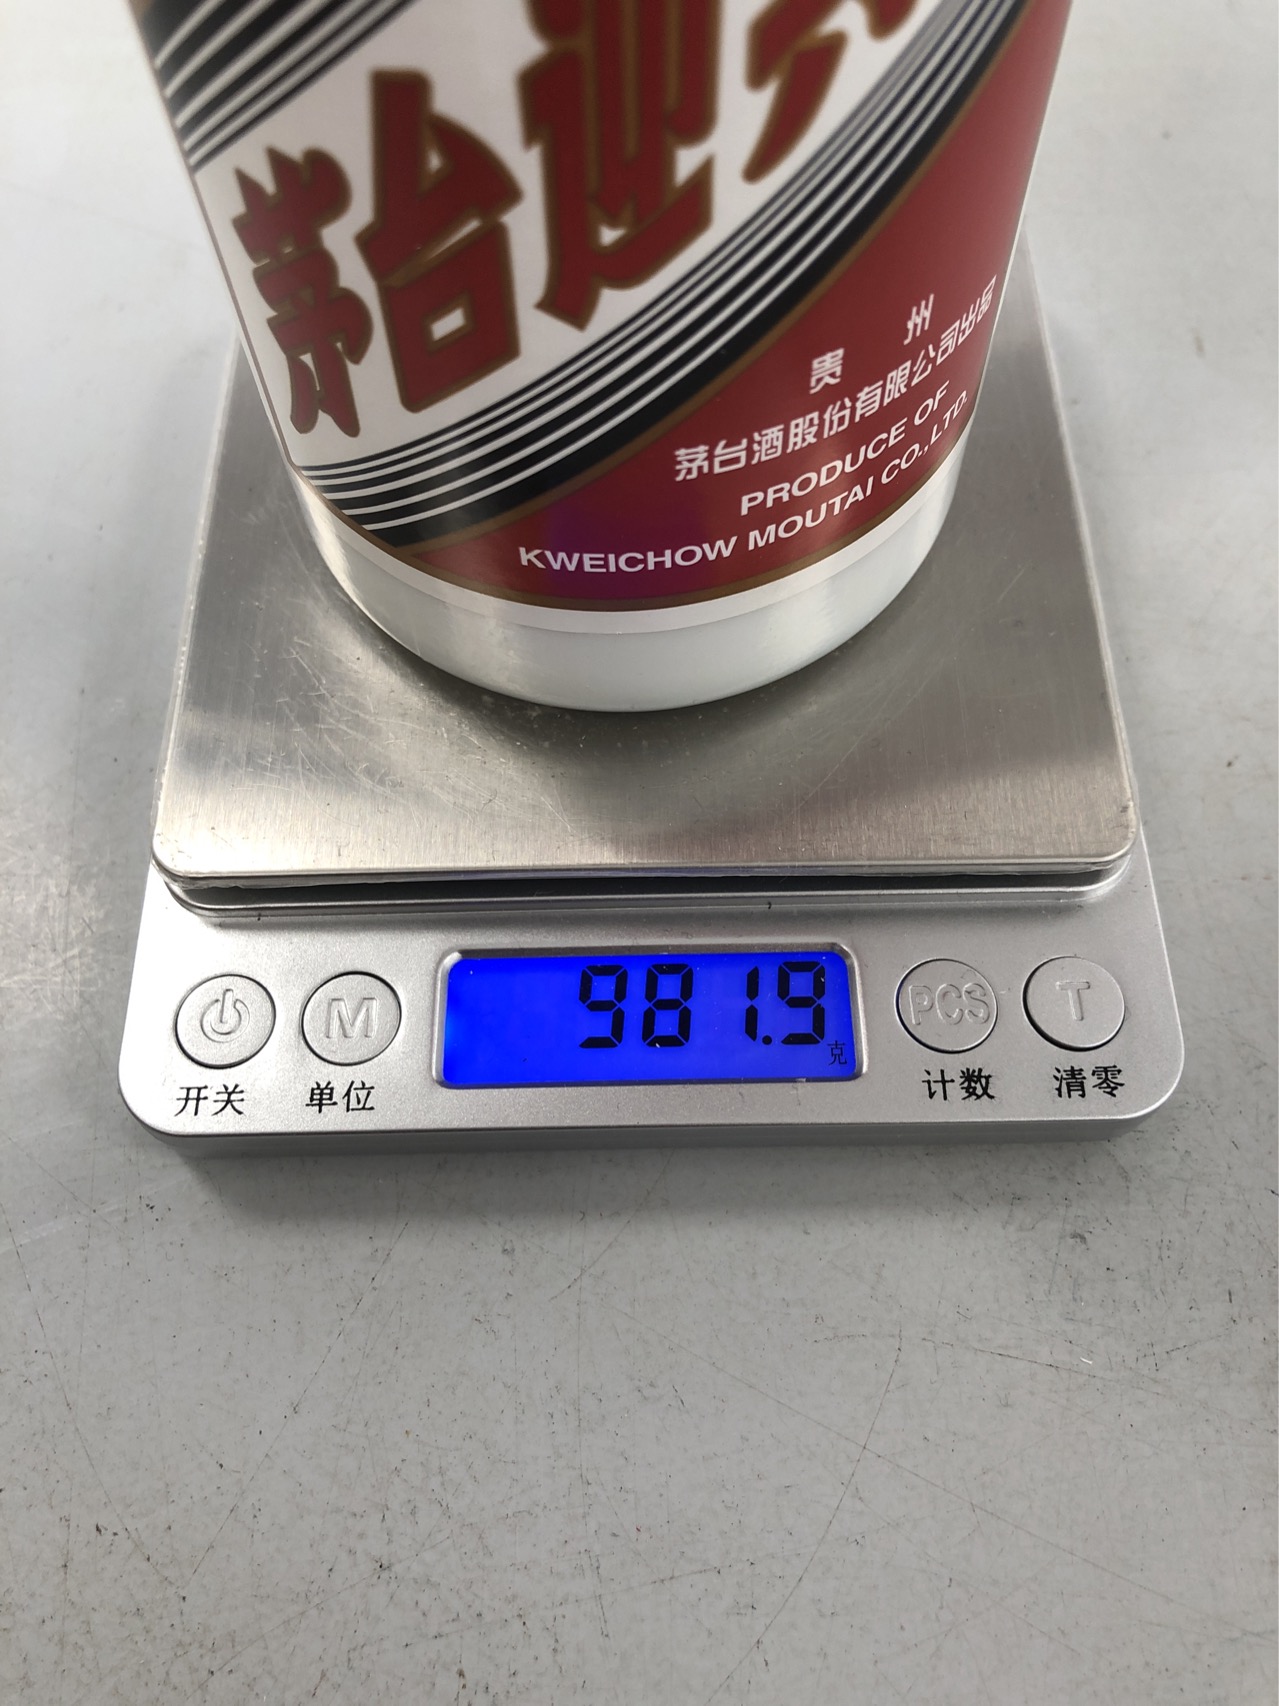 茅台迎
贵州
茅台酒股份有限公司出品
PRODUCE OF
KWEICHOW MOUTAI CO.,LTD.
981.9
克
M
PCS
T
开关
单位
计数
清零